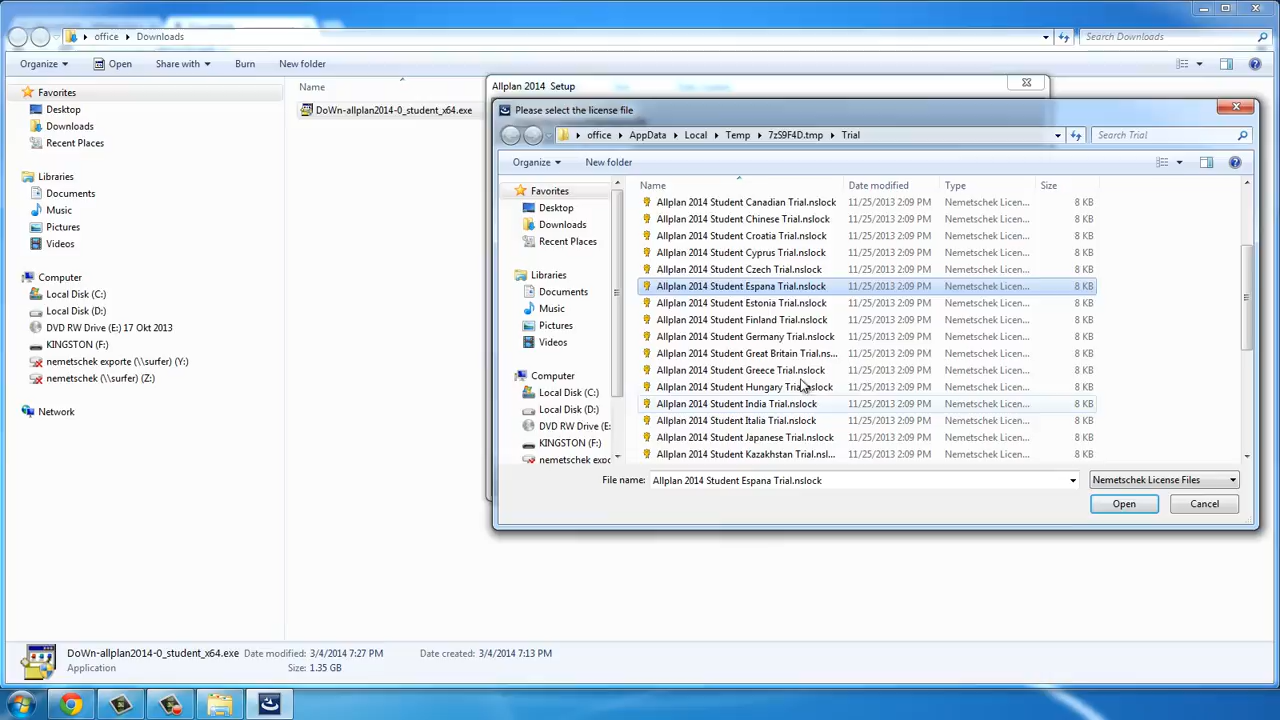 office Downloads Search Downloads
Organize Open Share with Burn New folder
Favorites
Desktop
Downloads
Recent Places
Libraries
Documents
Music
Pictures
Videos
Computer
Local Disk (C:)
Local Disk (D:)
DVD RW Drive (E:) 17 Okt 2013
KINGSTON (F:)
nemetschek exporte (\\surfer) (Y:)
nemetschek (\\surfer) (Z:)
Network
Name
DoWn-allplan2014-0_student_x64.exe
Allplan 2014 Setup
Please select the license file
office AppData Local Temp 7zS9F4D.tmp Trial Search Trial
Organize New folder
Favorites
Desktop
Downloads
Recent Places
Libraries
Documents
Music
Pictures
Videos
Computer
Local Disk (C:)
Local Disk (D:)
DVD RW Drive (E:
KINGSTON (F:)
nemetschek expo
Name Date modified Type Size
Allplan 2014 Student Canadian Trial.nslock 11/25/2013 2:09 PM Nemetschek Licen... 8 KB
Allplan 2014 Student Chinese Trial.nslock 11/25/2013 2:09 PM Nemetschek Licen... 8 KB
Allplan 2014 Student Croatia Trial.nslock 11/25/2013 2:09 PM Nemetschek Licen... 8 KB
Allplan 2014 Student Cyprus Trial.nslock 11/25/2013 2:09 PM Nemetschek Licen... 8 KB
Allplan 2014 Student Czech Trial.nslock 11/25/2013 2:09 PM Nemetschek Licen... 8 KB
Allplan 2014 Student Espana Trial.nslock 11/25/2013 2:09 PM Nemetschek Licen... 8 KB
Allplan 2014 Student Estonia Trial.nslock 11/25/2013 2:09 PM Nemetschek Licen... 8 KB
Allplan 2014 Student Finland Trial.nslock 11/25/2013 2:09 PM Nemetschek Licen... 8 KB
Allplan 2014 Student Germany Trial.nslock 11/25/2013 2:09 PM Nemetschek Licen... 8 KB
Allplan 2014 Student Great Britain Trial.ns... 11/25/2013 2:09 PM Nemetschek Licen... 8 KB
Allplan 2014 Student Greece Trial.nslock 11/25/2013 2:09 PM Nemetschek Licen... 8 KB
Allplan 2014 Student Hungary Trial.nslock 11/25/2013 2:09 PM Nemetschek Licen... 8 KB
Allplan 2014 Student India Trial.nslock 11/25/2013 2:09 PM Nemetschek Licen... 8 KB
Allplan 2014 Student Italia Trial.nslock 11/25/2013 2:09 PM Nemetschek Licen... 8 KB
Allplan 2014 Student Japanese Trial.nslock 11/25/2013 2:09 PM Nemetschek Licen... 8 KB
Allplan 2014 Student Kazakhstan Trial.nsl... 11/25/2013 2:09 PM Nemetschek Licen... 8 KB
File name: Allplan 2014 Student Espana Trial.nslock Nemetschek License Files
Open Cancel
DoWn-allplan2014-0_student_x64.exe Date modified: 3/4/2014 7:27 PM Date created: 3/4/2014 7:13 PM
Application Size: 1.35 GB